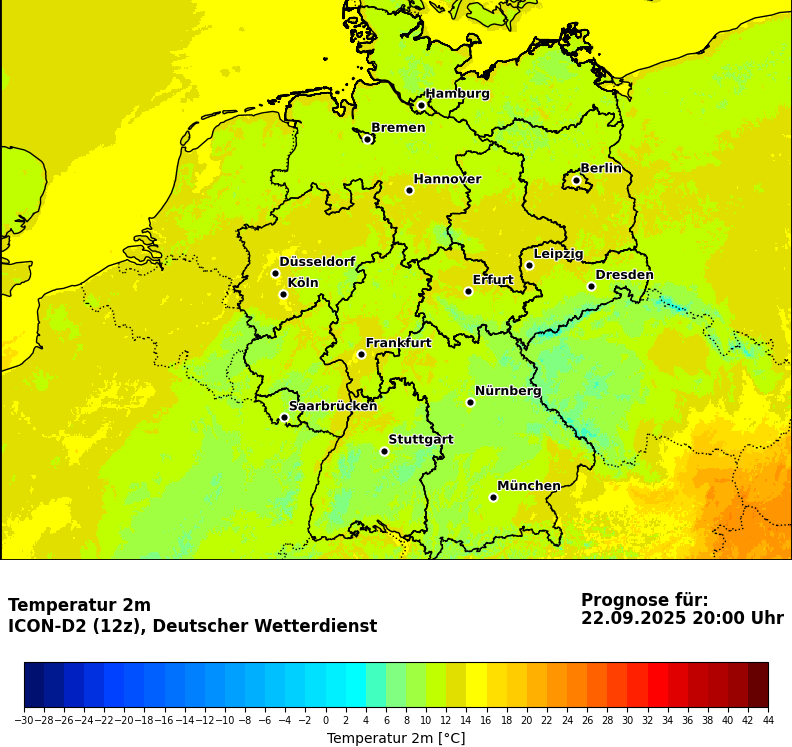 Hamburg
Bremen
Berlin
Hannover
Leipzig
Düsseldorf
Dresden
Köln
Erfurt
Frankfurt
Nürnberg
Saarbrücken
Stuttgart
München
Temperatur 2m
ICON-D2 (12z), Deutscher Wetterdienst
Prognose für:
22.09.2025 20:00 Uhr
−30 −28 −26 −24 −22 −20 −18 −16 −14 −12 −10 −8 −6 −4 −2 0 2 4 6 8 10 12 14 16 18 20 22 24 26 28 30 32 34 36 38 40 42 44
Temperatur 2m [°C]